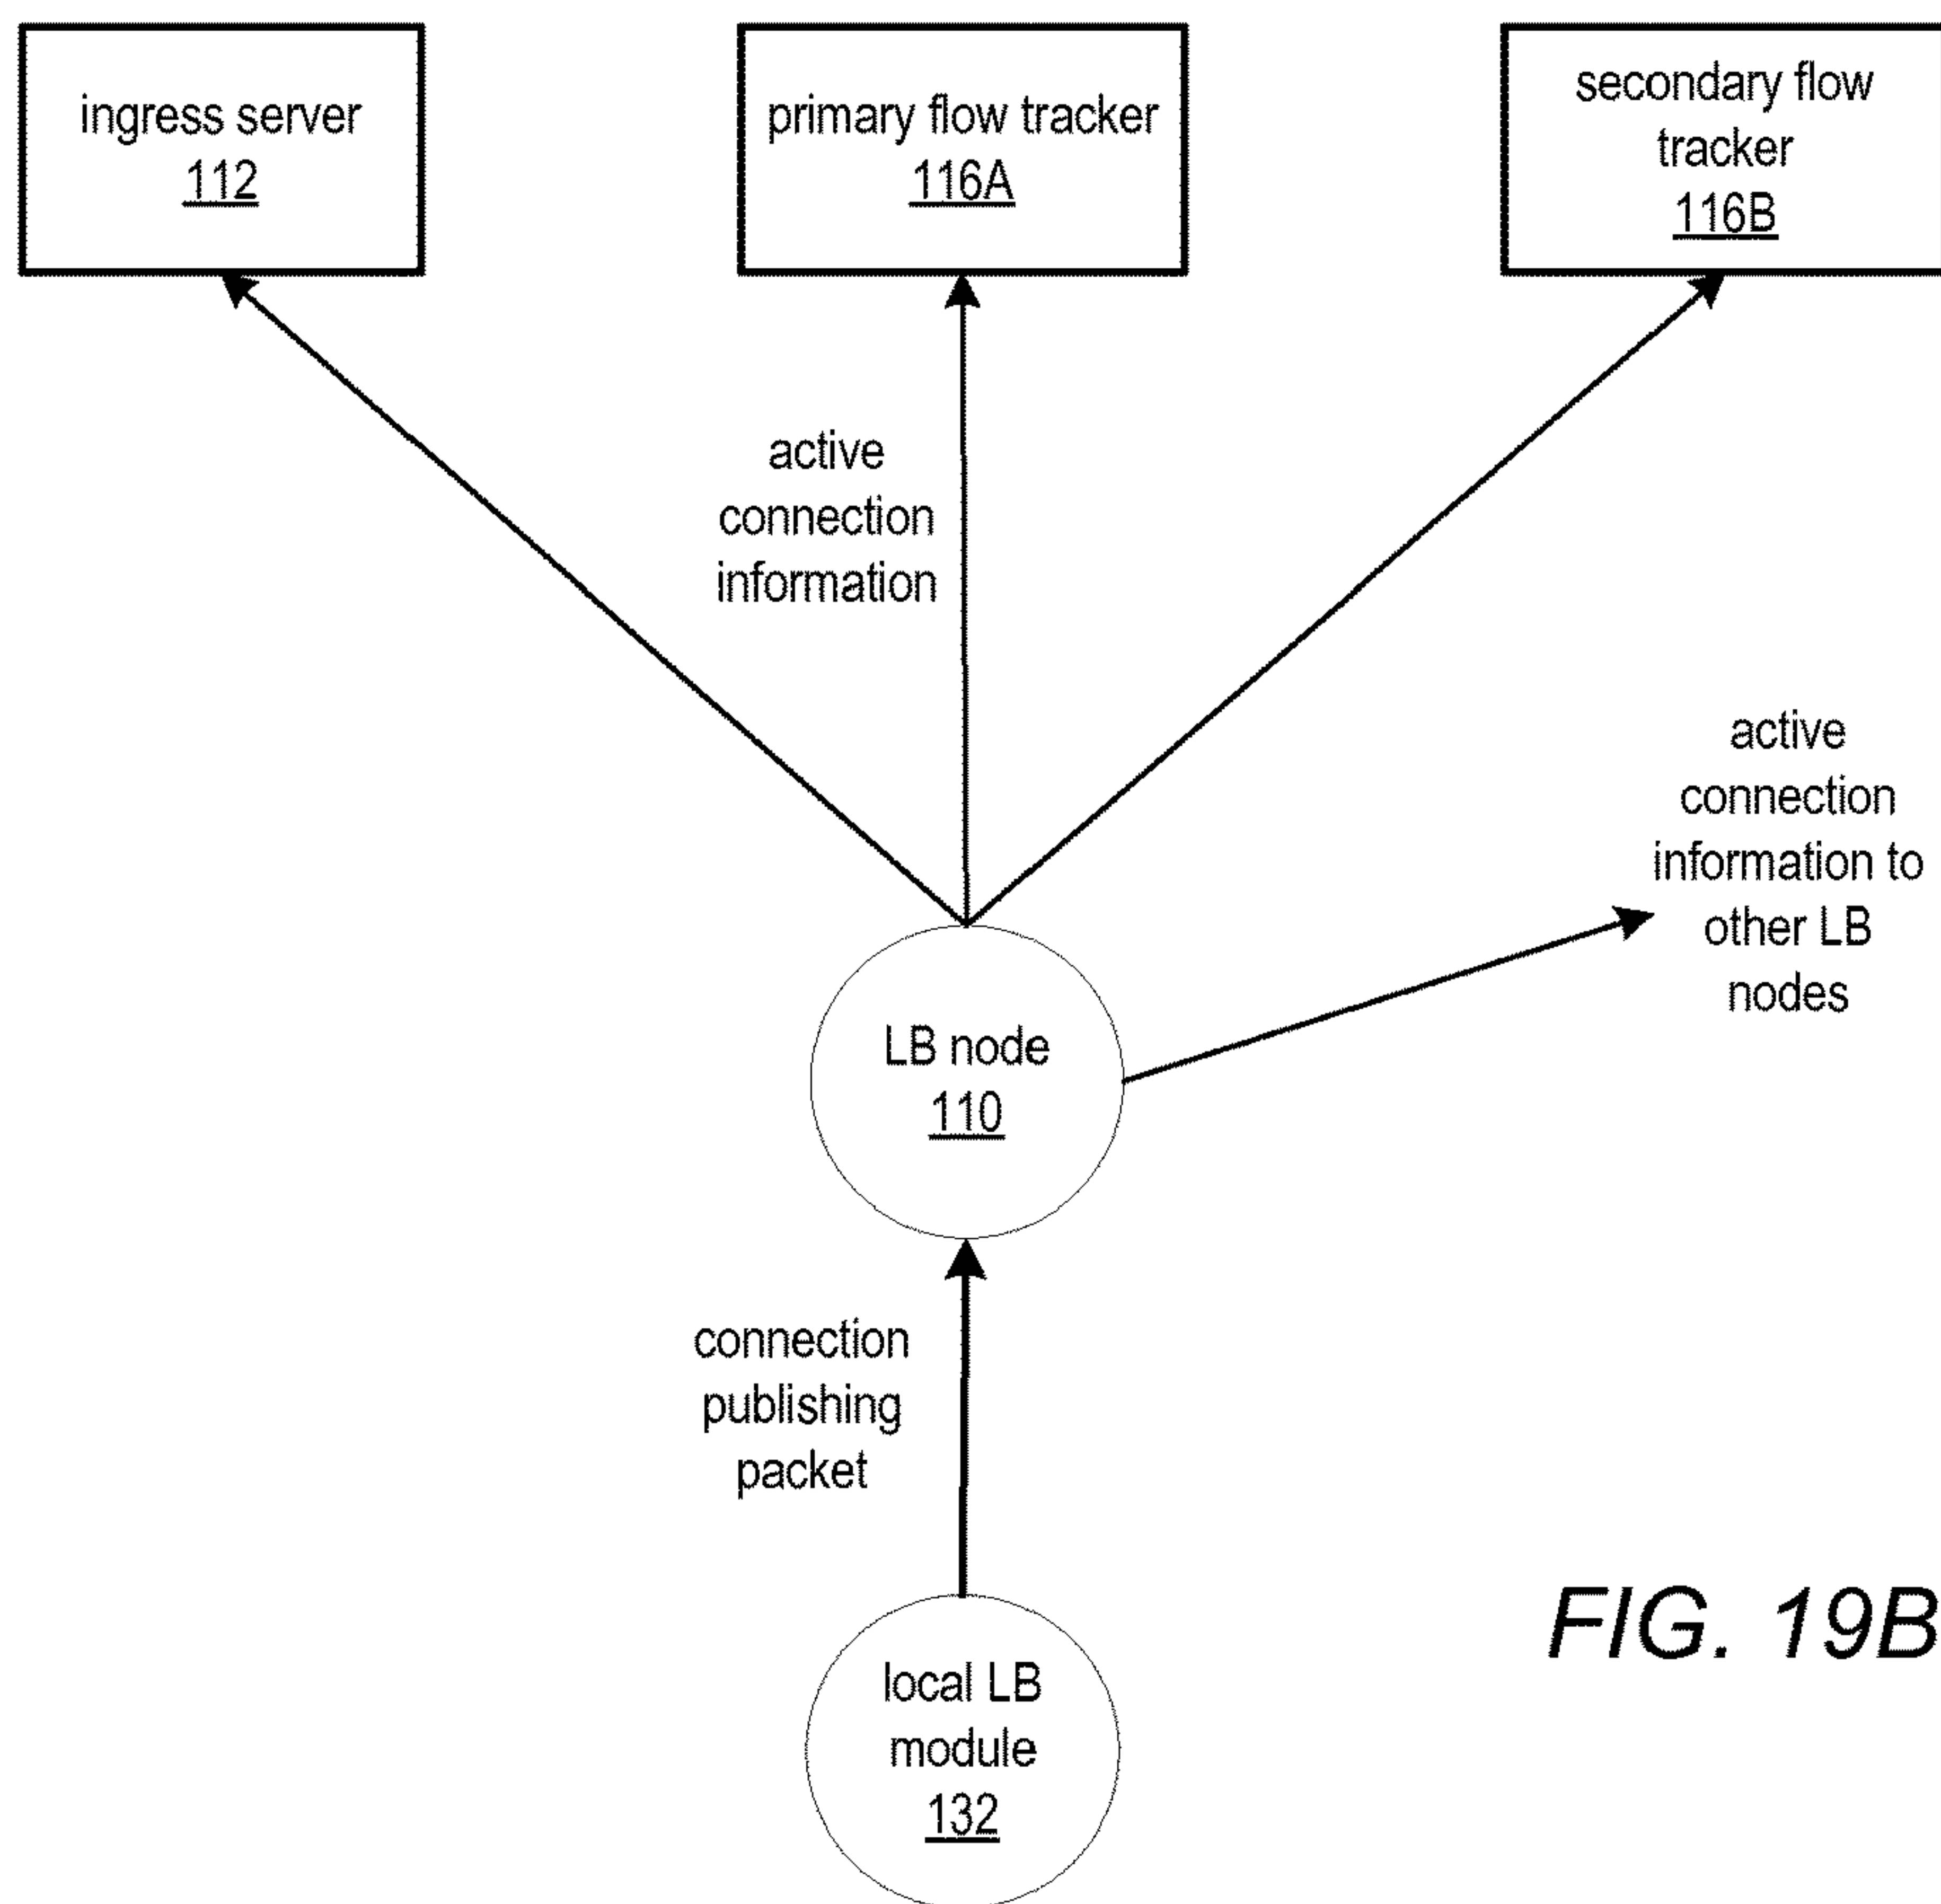 ingress server
112
primary flow tracker
116A
secondary flow
tracker
116B
active
connection
information
active
connection
information to
other LB
nodes
LB node
110
connection
publishing
packet
local LB
module
132
FIG. 19B